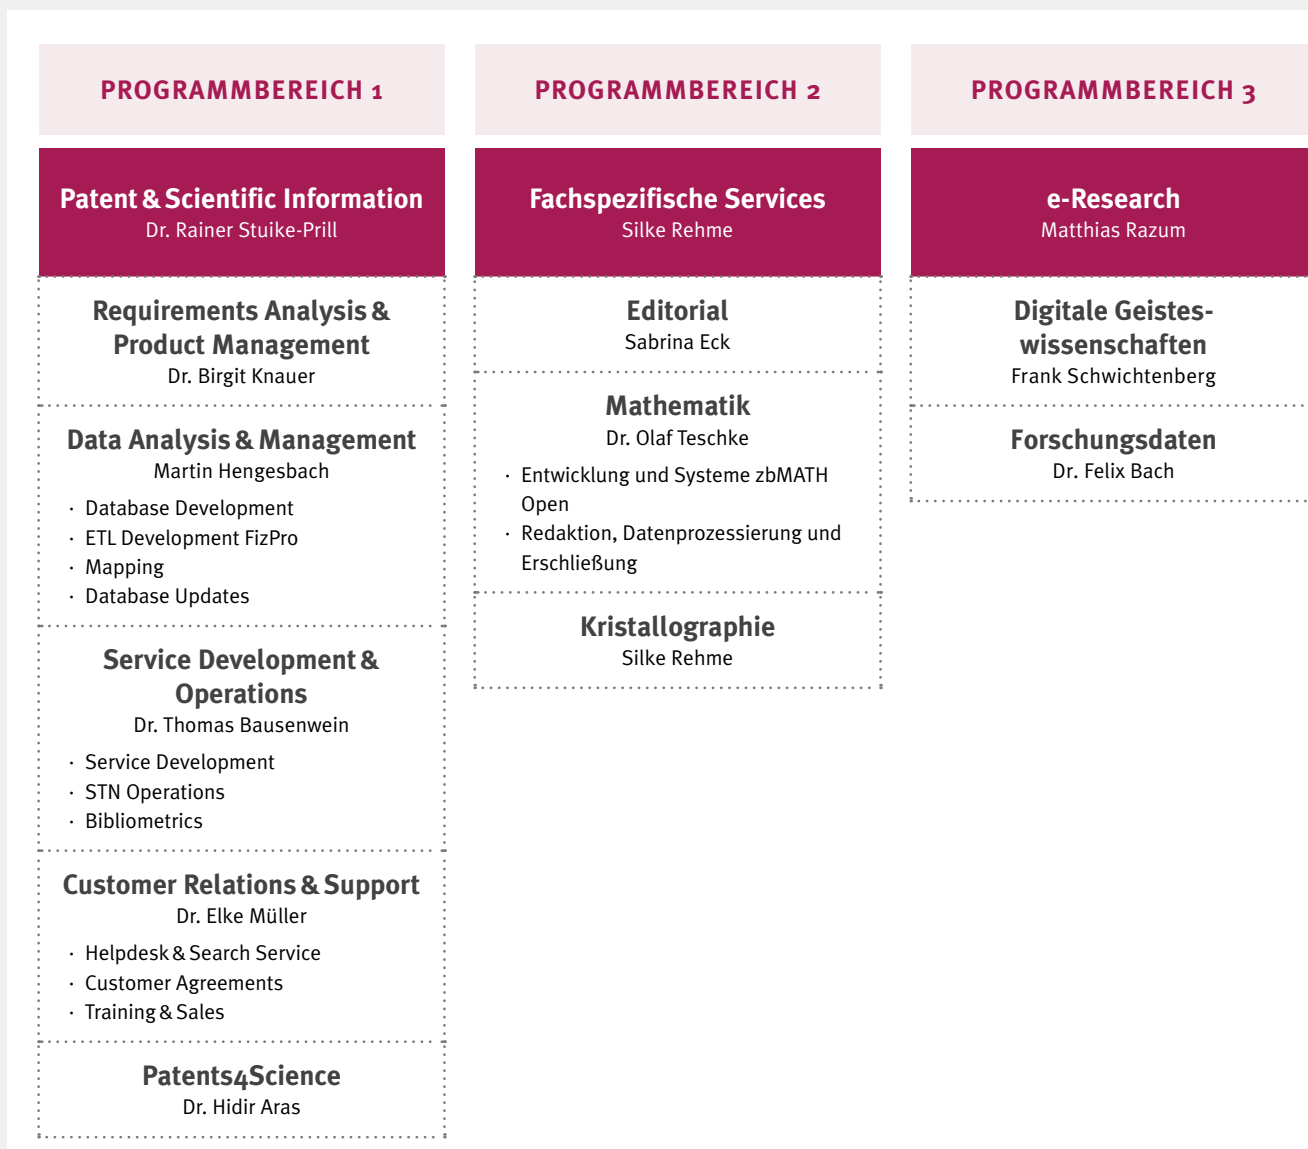 PROGRAMMBEREICH 1
Patent & Scientific Information
Dr. Rainer Stuike-Prill
Requirements Analysis &
Product Management
Dr. Birgit Knauer
Data Analysis & Management
Martin Hengesbach
· Database Development
· ETL Development FizPro
· Mapping
· Database Updates
Service Development &
Operations
Dr. Thomas Bausenwein
· Service Development
· STN Operations
· Bibliometrics
Customer Relations & Support
Dr. Elke Müller
· Helpdesk & Search Service
· Customer Agreements
· Training & Sales
Patents4Science
Dr. Hidir Aras
PROGRAMMBEREICH 2
Fachspezifische Services
Silke Rehme
Editorial
Sabrina Eck
Mathematik
Dr. Olaf Teschke
· Entwicklung und Systeme zbMATH
Open
· Redaktion, Datenprozessierung und
Erschließung
Kristallographie
Silke Rehme
PROGRAMMBEREICH 3
e-Research
Matthias Razum
Digitale Geistes-
wissenschaften
Frank Schwichtenberg
Forschungsdaten
Dr. Felix Bach